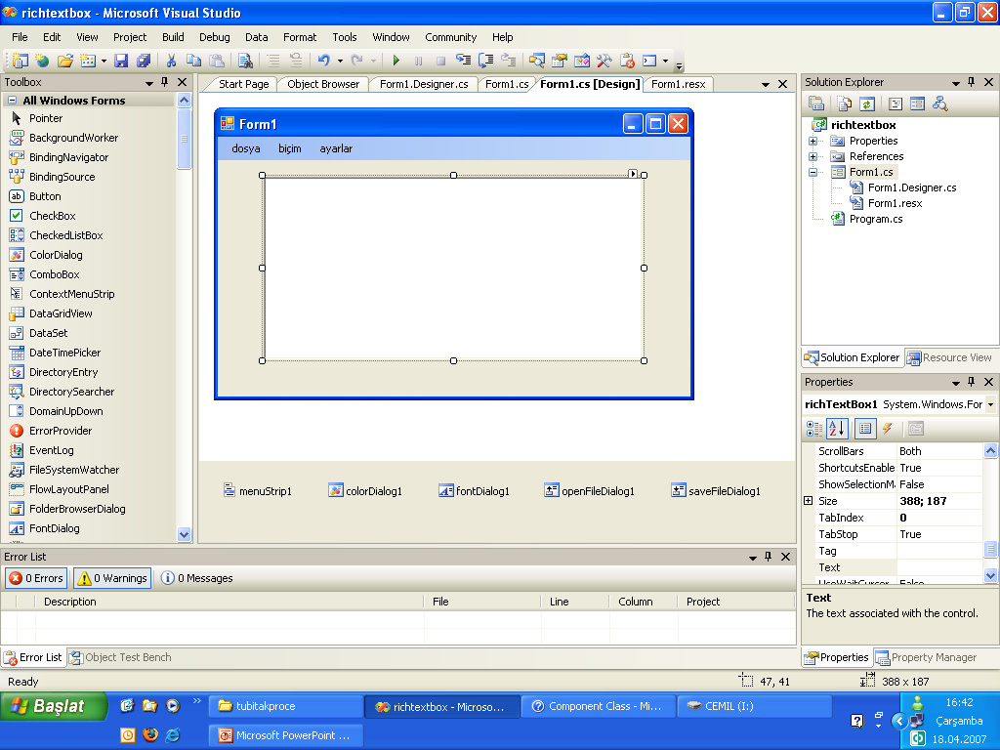 richtextbox - Microsoft Visual Studio
File Edit View Project Build Debug Data Format Tools Window Community Help
Toolbox
All Windows Forms
Pointer
BackgroundWorker
BindingNavigator
BindingSource
Button
CheckBox
CheckedListBox
ColorDialog
ComboBox
ContextMenuStrip
DataGridView
DataSet
DateTimePicker
DirectoryEntry
DirectorySearcher
DomainUpDown
ErrorProvider
EventLog
FileSystemWatcher
FlowLayoutPanel
FolderBrowserDialog
FontDialog
Start Page Object Browser Form1.Designer.cs Form1.cs Form1.cs [Design] Form1.resx
Form1
dosya biçim ayarlar
menuStrip1 colorDialog1 fontDialog1 openFileDialog1 saveFileDialog1
Solution Explorer
richtextbox
Properties
References
Form1.cs
Form1.Designer.cs
Form1.resx
Program.cs
Solution Explorer Resource View
Properties
richTextBox1 System.Windows.For
ScrollBars Both
ShortcutsEnable True
ShowSelectionM False
Size 388; 187
TabIndex 0
TabStop True
Tag
Text
UseWaitCursor False
Text
The text associated with the control.
Properties Property Manager
Error List
0 Errors 0 Warnings 0 Messages
Description File Line Column Project
Error List Object Test Bench
Ready 47, 41 388 x 187
Başlat
tubitakproce richtextbox - Microso... Component Class - Mi... CEMIL (I:)
Microsoft PowerPoint ...
16:42
Çarşamba
18.04.2007